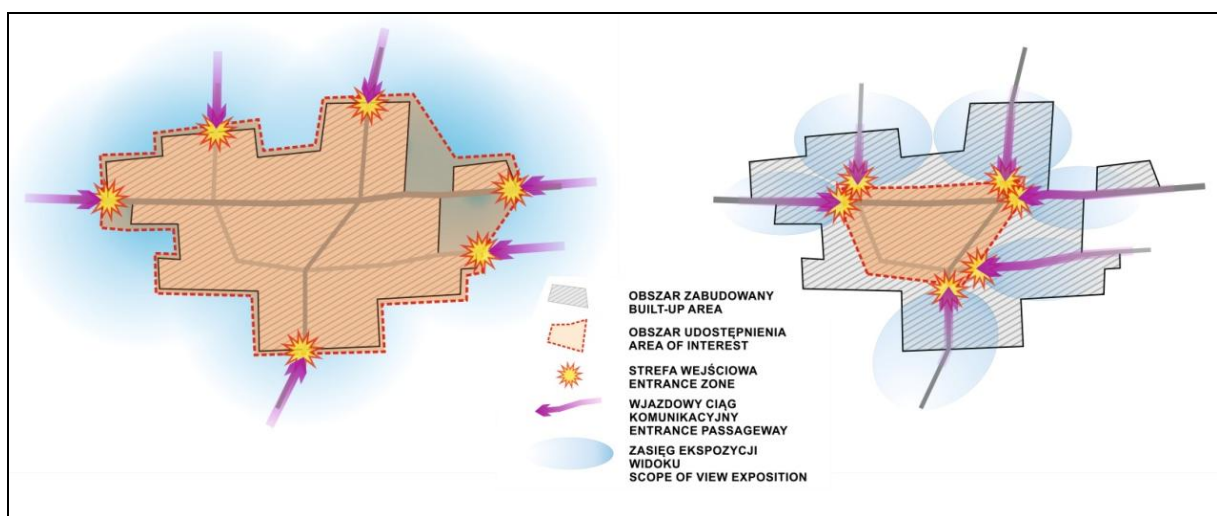 OBSZAR ZABUDOWANY
BUILT-UP AREA
OBSZAR UDOSTĘPNIENIA
AREA OF INTEREST
STREFA WEJŚCIOWA
ENTRANCE ZONE
WJAZDOWY CIĄG
KOMUNIKACYJNY
ENTRANCE PASSAGEWAY
ZASIĘG EKSPOZYCJI
WIDOKU
SCOPE OF VIEW EXPOSITION